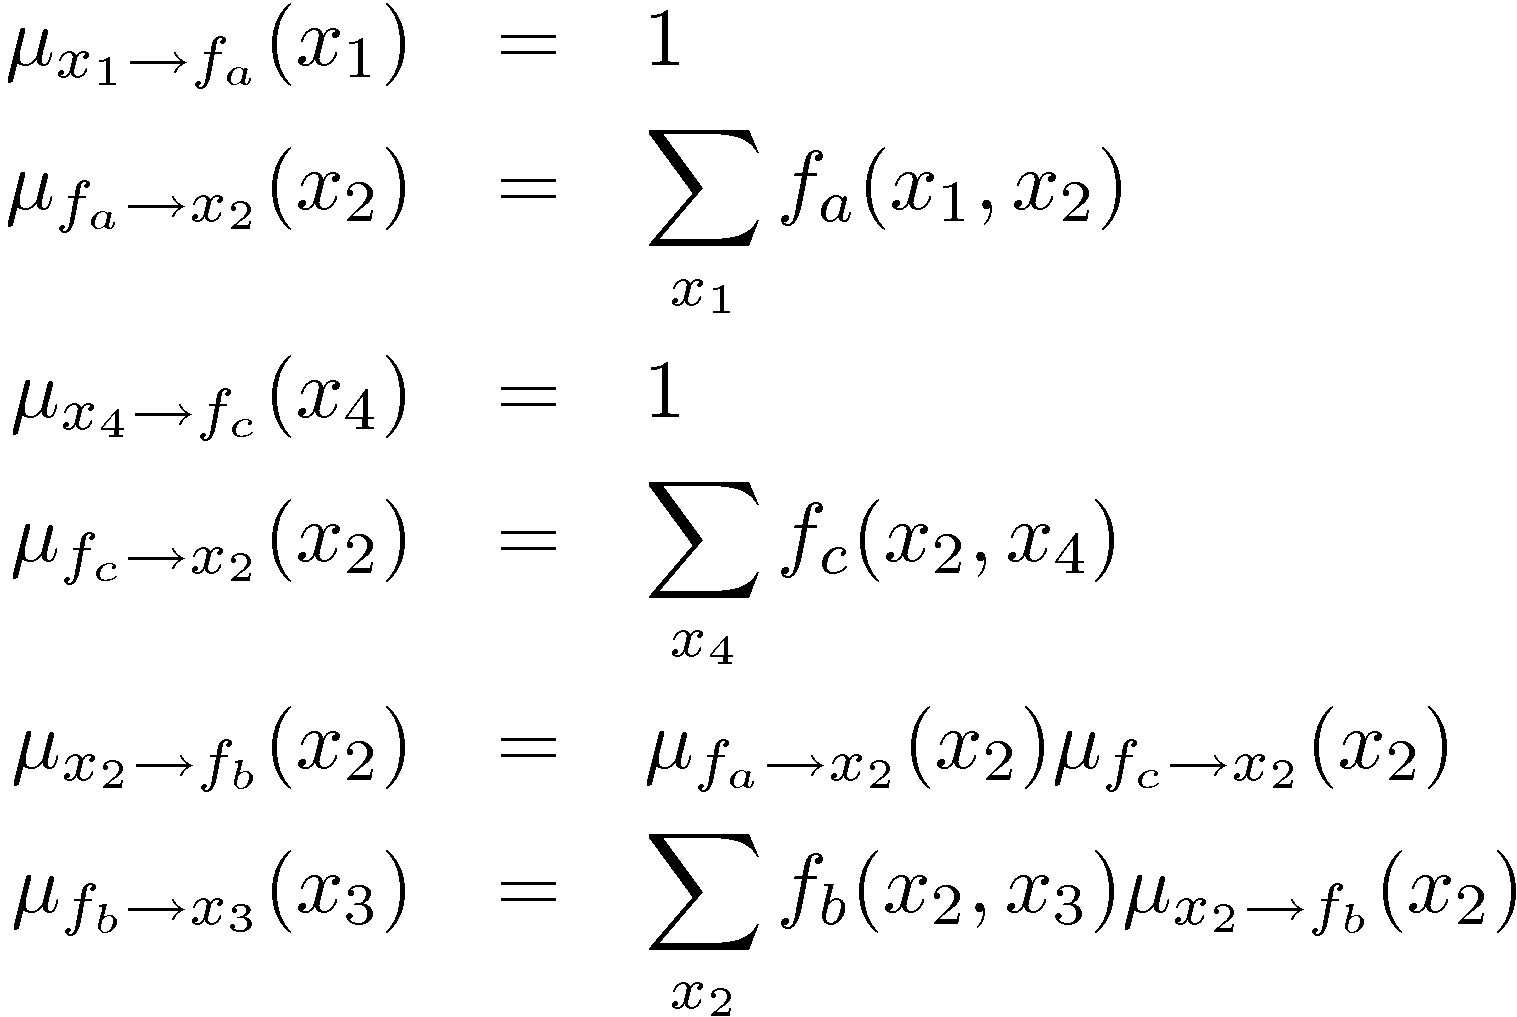 μ_{x_1→f_a}(x_1) = 1
μ_{f_a→x_2}(x_2) = ∑_{x_1} f_a(x_1, x_2)
μ_{x_4→f_c}(x_4) = 1
μ_{f_c→x_2}(x_2) = ∑_{x_4} f_c(x_2, x_4)
μ_{x_2→f_b}(x_2) = μ_{f_a→x_2}(x_2)μ_{f_c→x_2}(x_2)
μ_{f_b→x_3}(x_3) = ∑_{x_2} f_b(x_2, x_3)μ_{x_2→f_b}(x_2)